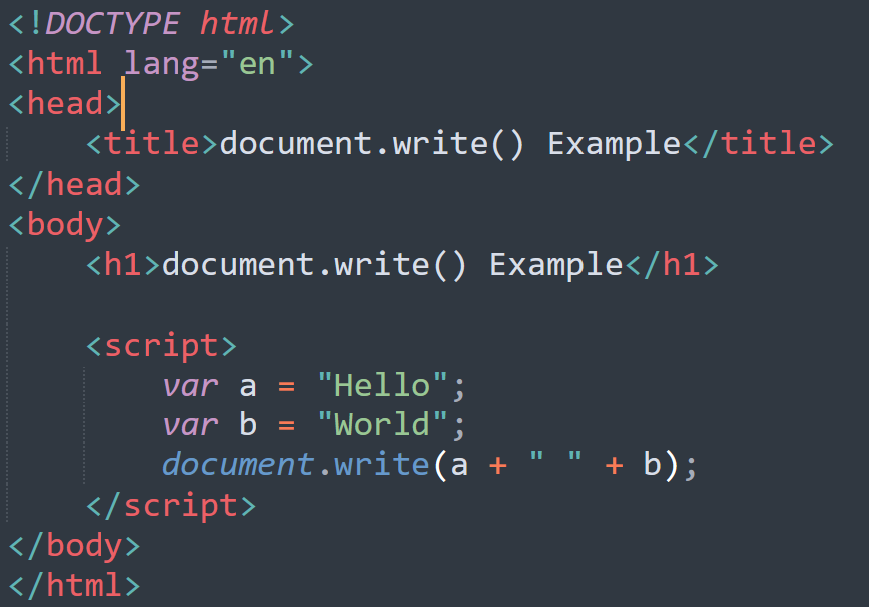 <!DOCTYPE html>
<html lang="en">
<head>
    <title>document.write() Example</title>
</head>
<body>
    <h1>document.write() Example</h1>

    <script>
        var a = "Hello";
        var b = "World";
        document.write(a + " " + b);
    </script>
</body>
</html>